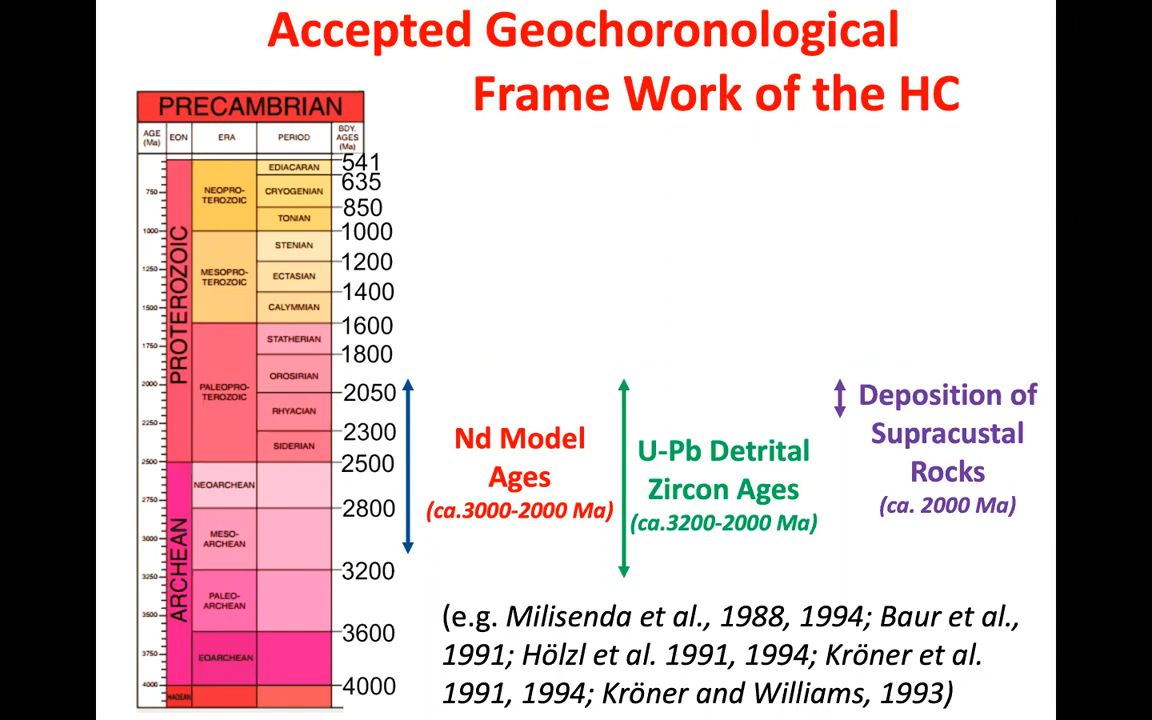 Accepted Geochoronological
Frame Work of the HC
PRECAMBRIAN
AGE (Ma) EON ERA PERIOD BDY. AGES (Ma)
EDIACARAN
541
635
750
NEOPRO-
TEROZOIC
CRYOGENIAN
850
TONIAN
1000
1000
STENIAN
1200
1250
MESOPRO-
TEROZOIC
ECTASIAN
1400
1500
CALYMMIAN
1600
PROTEROZOIC
STATHERIAN
1750
1800
OROSIRIAN
2000
PALEOPRO-
TEROZOIC
2050
RHYACIAN
2250
2300
SIDERIAN
2500
2500
NEOARCHEAN
2750
2800
MESO-
ARCHEAN
3000
ARCHEAN
3200
3250
PALEO-
ARCHEAN
3500
3600
EOARCHEAN
3750
4000
4000
HADEAN
Nd Model
Ages
(ca.3000-2000 Ma)
U-Pb Detrital
Zircon Ages
(ca.3200-2000 Ma)
Deposition of
Supracustal
Rocks
(ca. 2000 Ma)
(e.g. Milisenda et al., 1988, 1994; Baur et al.,
1991; Hölzl et al. 1991, 1994; Kröner et al.
1991, 1994; Kröner and Williams, 1993)